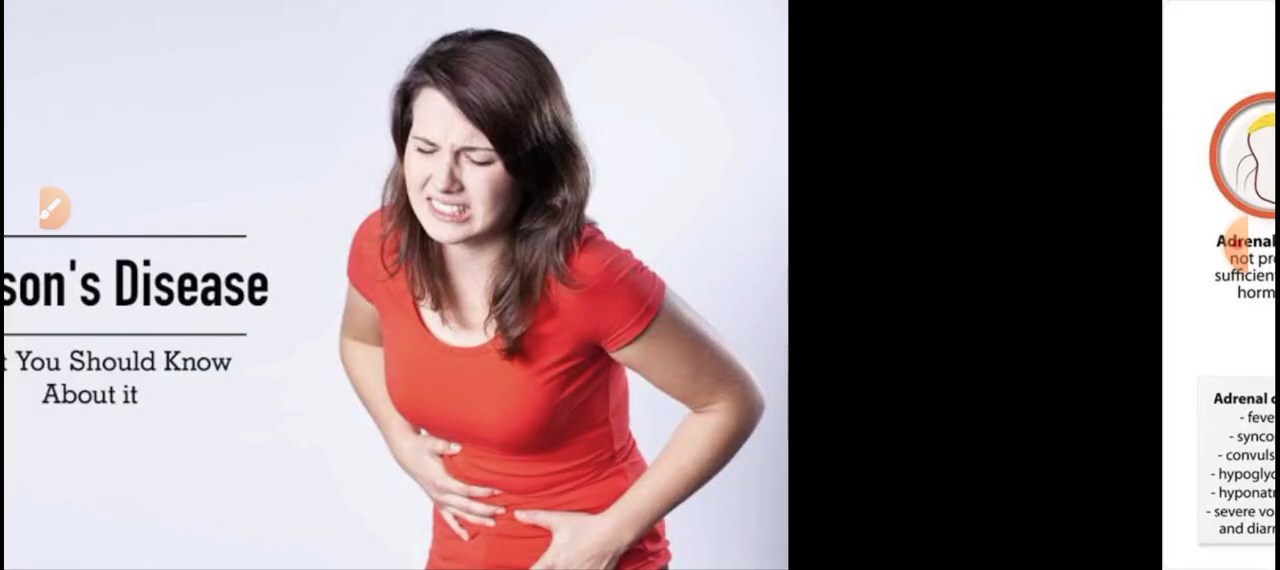 son's Disease
t You Should Know
About it
Adrenal
not pr
sufficien
horm
Adrenal
- feve
- synco
- convuls
- hypogly
- hyponat
- severe vo
and diar